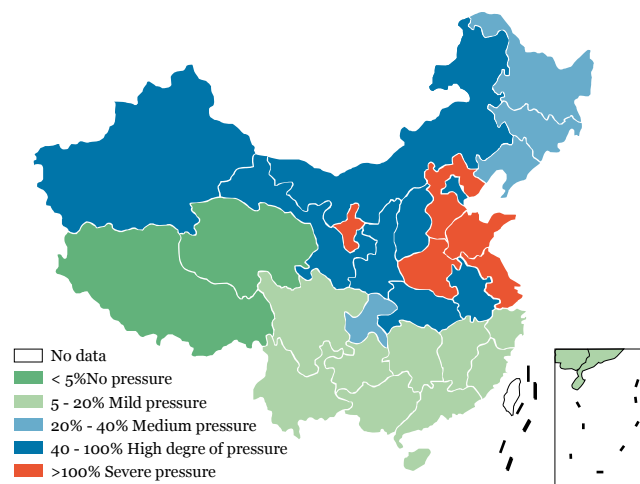 No data
< 5%No pressure
5 - 20% Mild pressure
20% - 40% Medium pressure
40 - 100% High degre of pressure
>100% Severe pressure